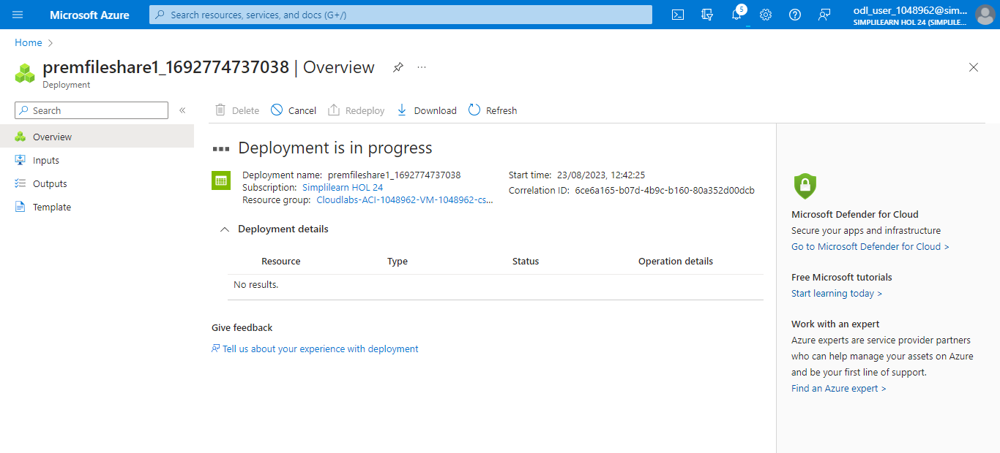 Microsoft Azure
Search resources, services, and docs (G+/)
5
odl_user_1048962@sim...
SIMPLILEARN HOL 24 (SIMPLILE...
Home
premfileshare1_1692774737038 | Overview
...
Deployment
Search
«
Delete
Cancel
Redeploy
Download
Refresh
Overview
Inputs
Outputs
Template
Deployment is in progress
Deployment name: premfileshare1_1692774737038
Subscription: Simplilearn HOL 24
Resource group: Cloudlabs-ACI-1048962-VM-1048962-cs...
Start time: 23/08/2023, 12:42:25
Correlation ID: 6ce6a165-b07d-4b9c-b160-80a352d00dcb
Deployment details
Resource Type Status Operation details
No results.
Give feedback
Tell us about your experience with deployment
Microsoft Defender for Cloud
Secure your apps and infrastructure
Go to Microsoft Defender for Cloud >
Free Microsoft tutorials
Start learning today >
Work with an expert
Azure experts are service provider partners
who can help manage your assets on Azure
and be your first line of support.
Find an Azure expert >